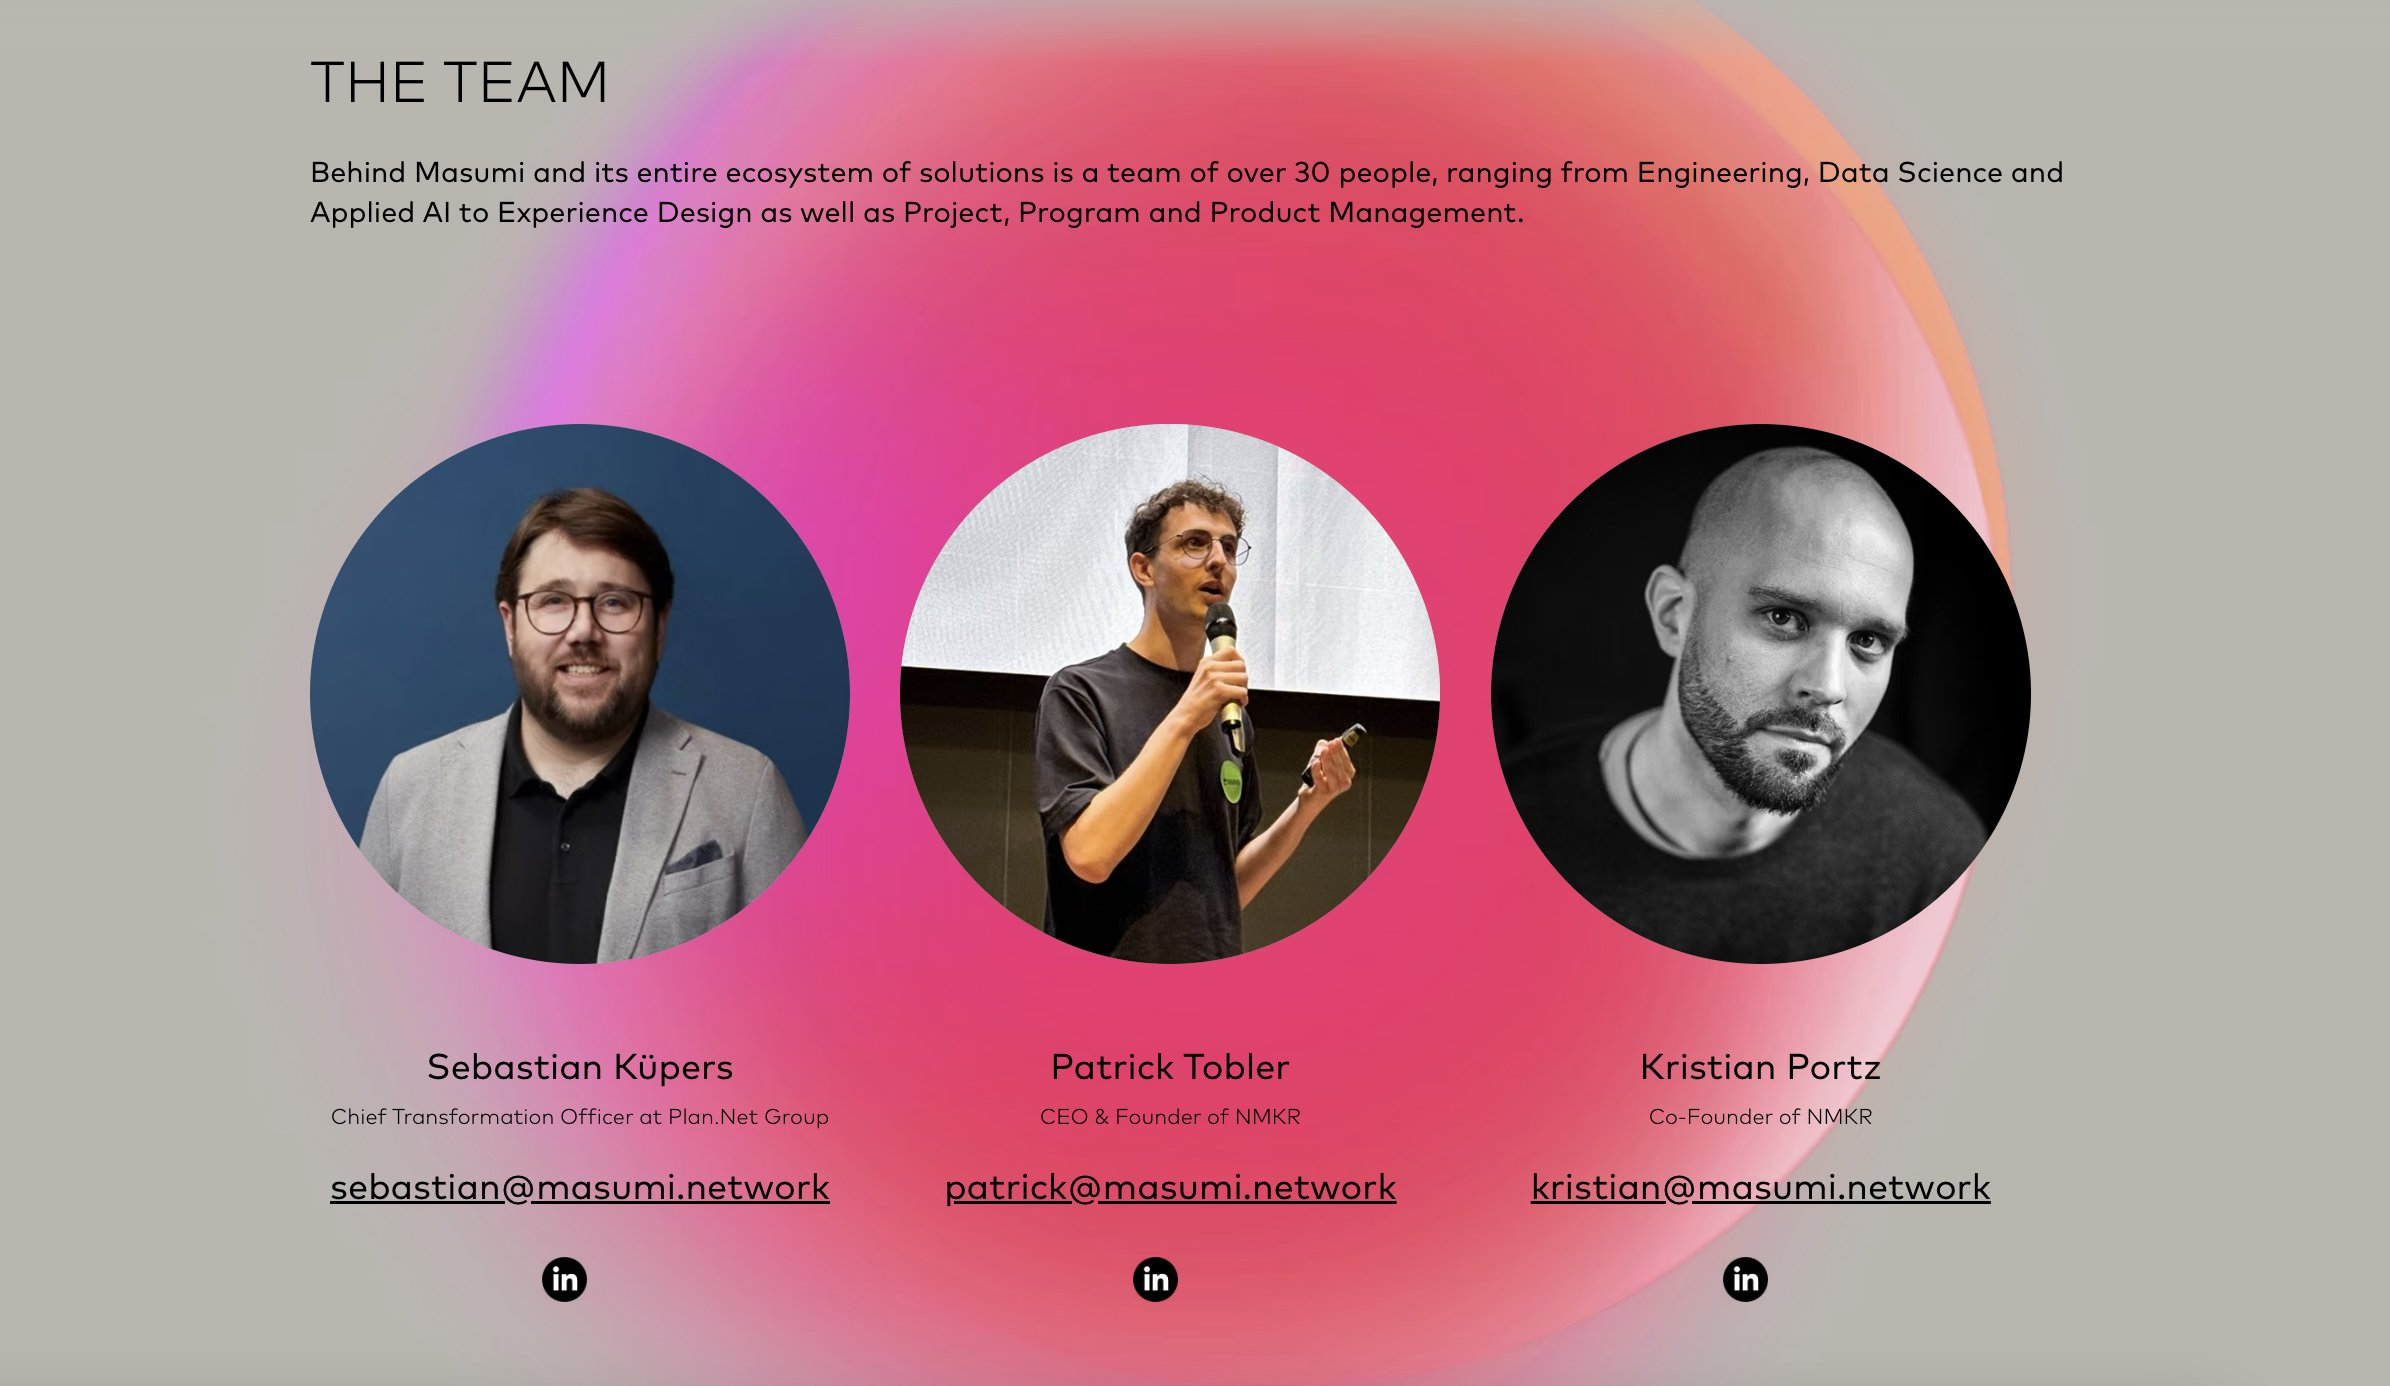 THE TEAM
Behind Masumi and its entire ecosystem of solutions is a team of over 30 people, ranging from Engineering, Data Science and
Applied AI to Experience Design as well as Project, Program and Product Management.
Sebastian Küpers
Chief Transformation Officer at Plan.Net Group
sebastian@masumi.network
in
Patrick Tobler
CEO & Founder of NMKR
patrick@masumi.network
in
Kristian Portz
Co-Founder of NMKR
kristian@masumi.network
in